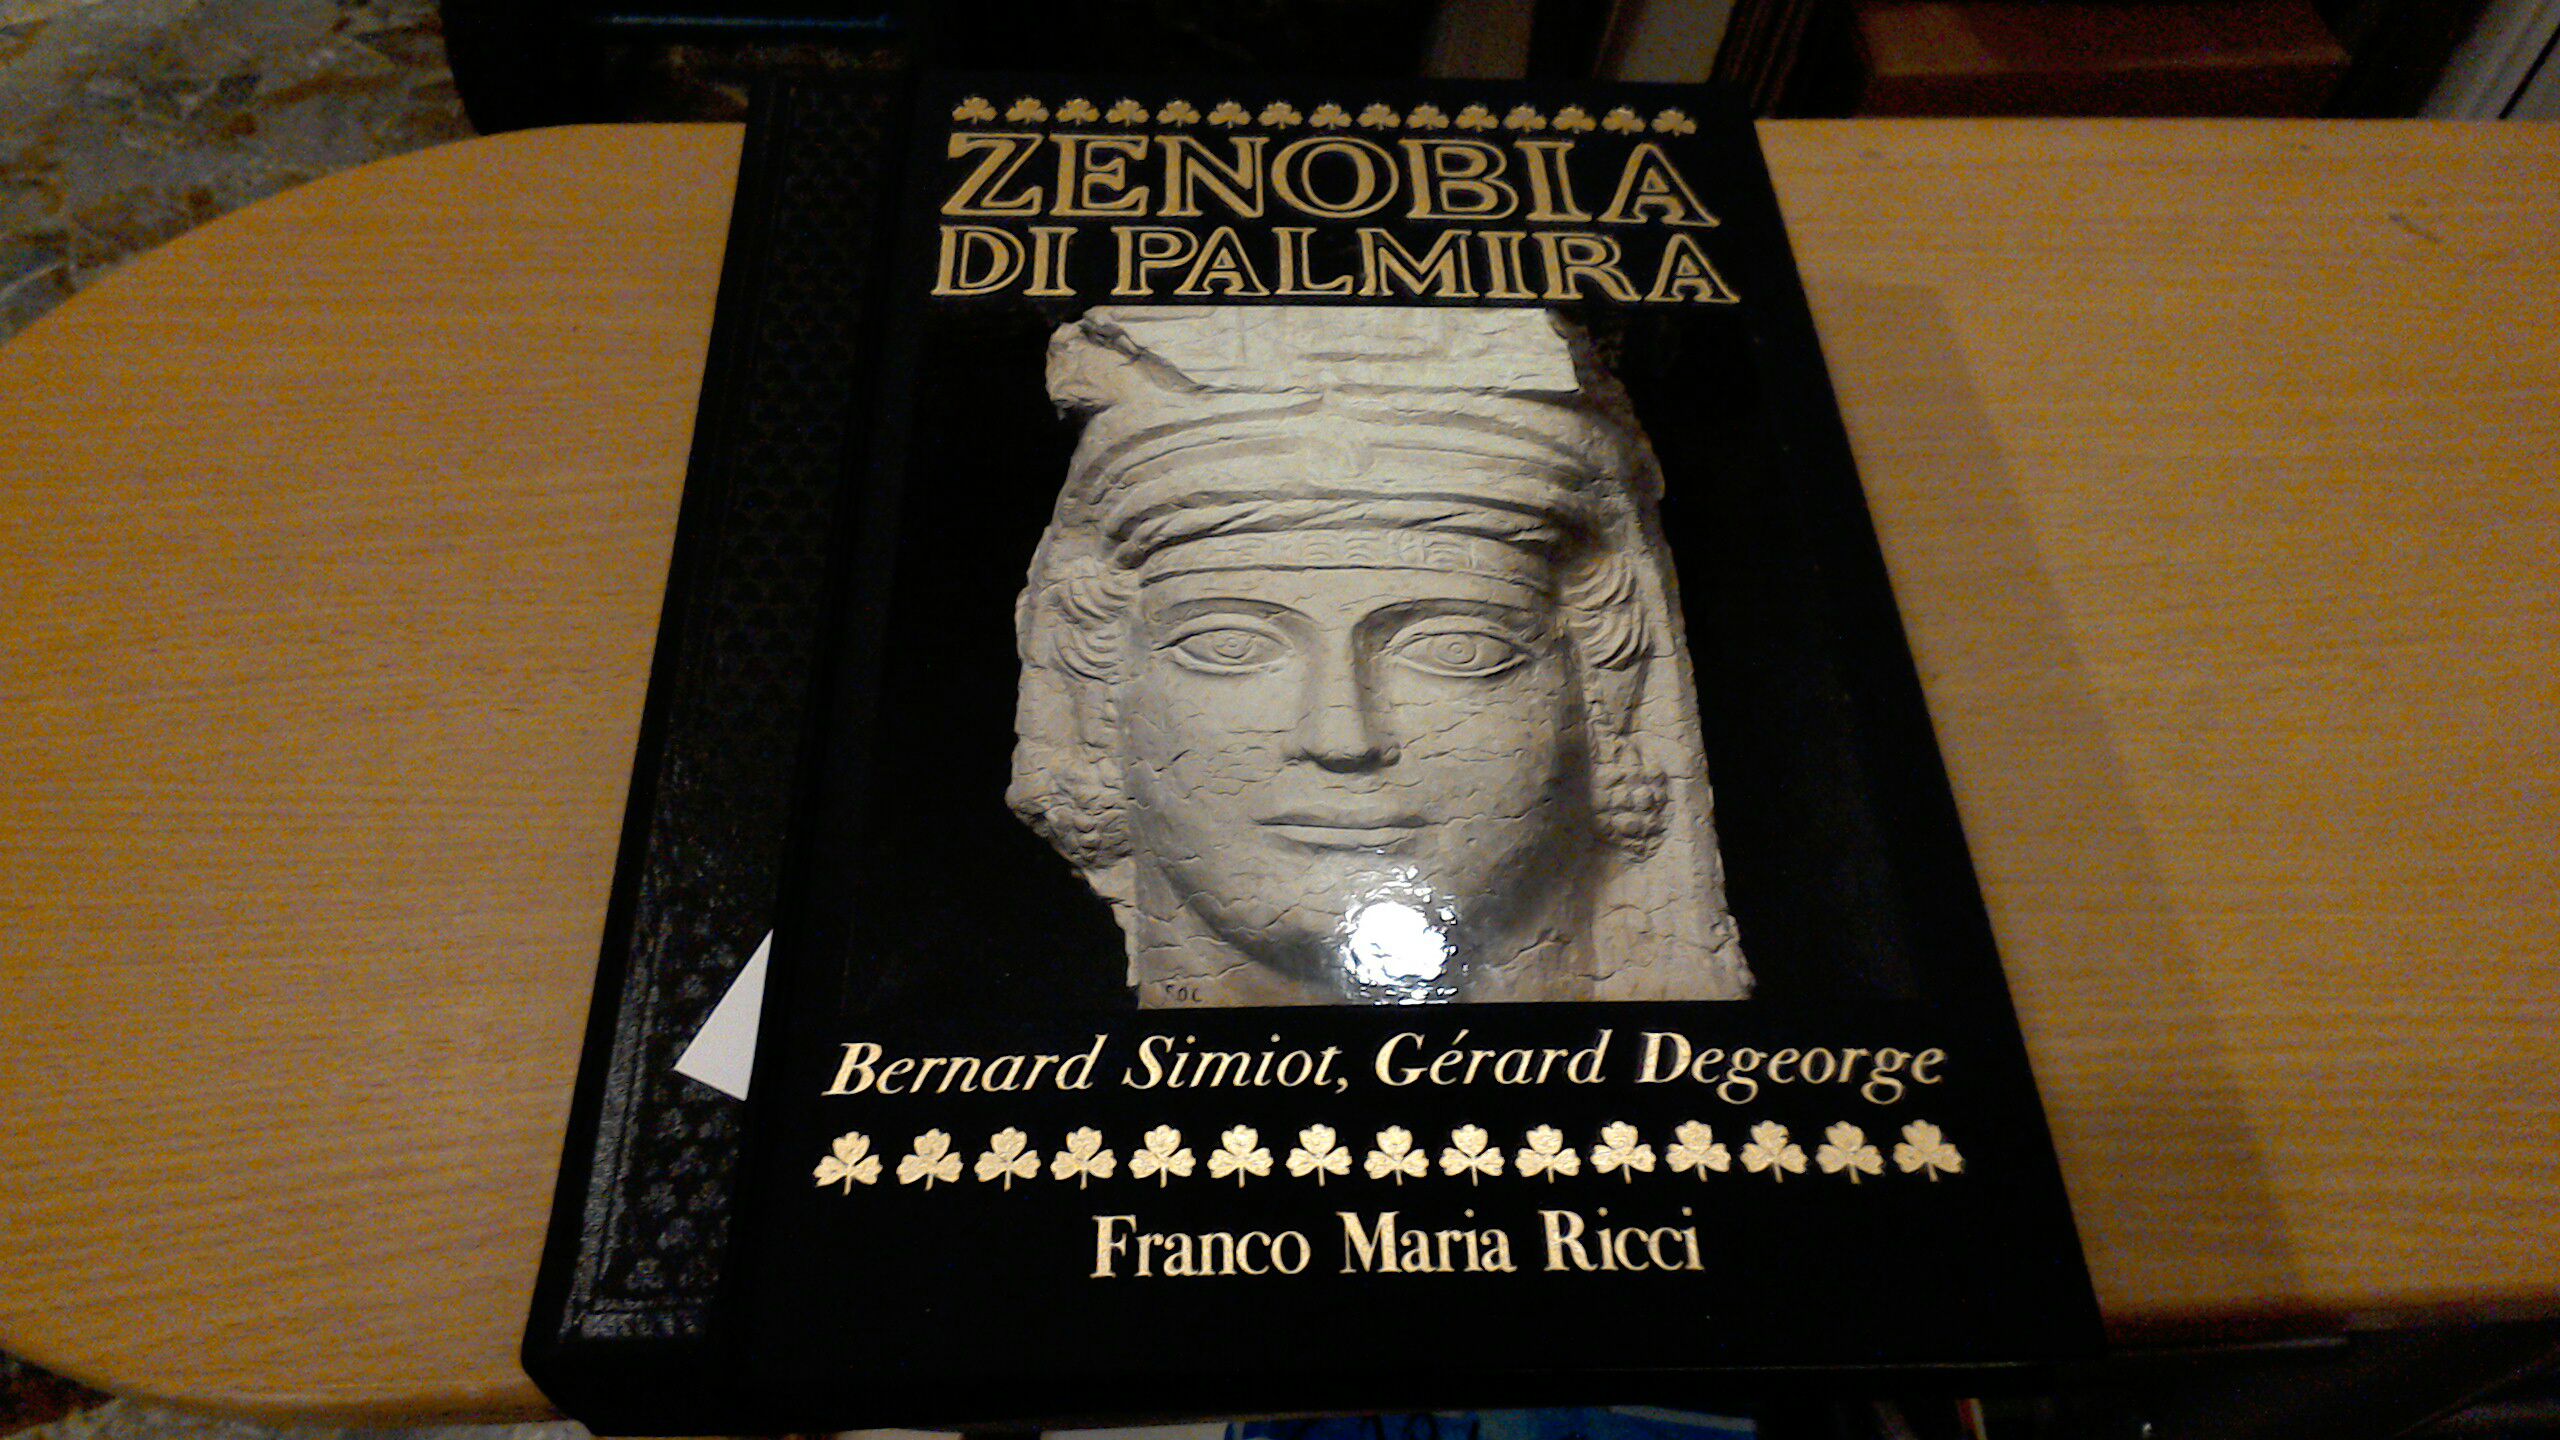 ZENOBIA
DI PALMIRA
Bernard Simiot, Gérard Degeorge
Franco Maria Ricci